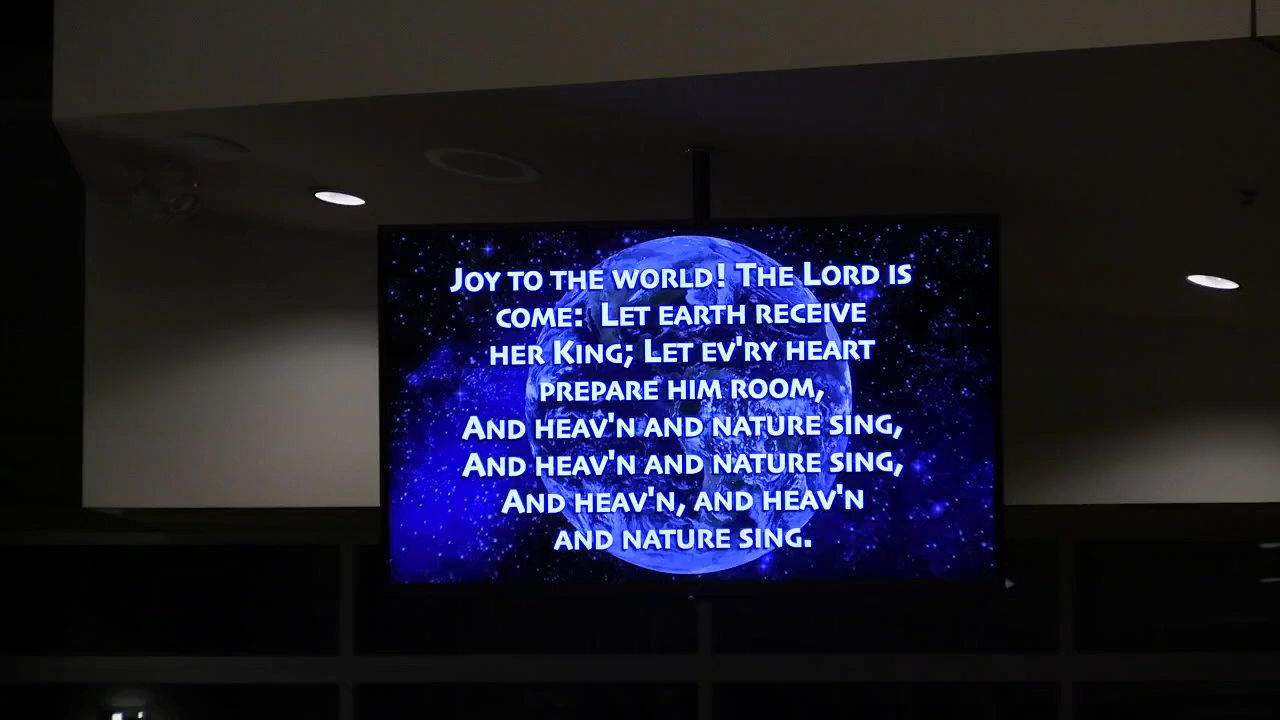 Joy to the world! The Lord is
come:  Let earth receive
her King; Let ev'ry heart
prepare him room,
And heav'n and nature sing,
And heav'n and nature sing,
And heav'n, and heav'n
and nature sing.